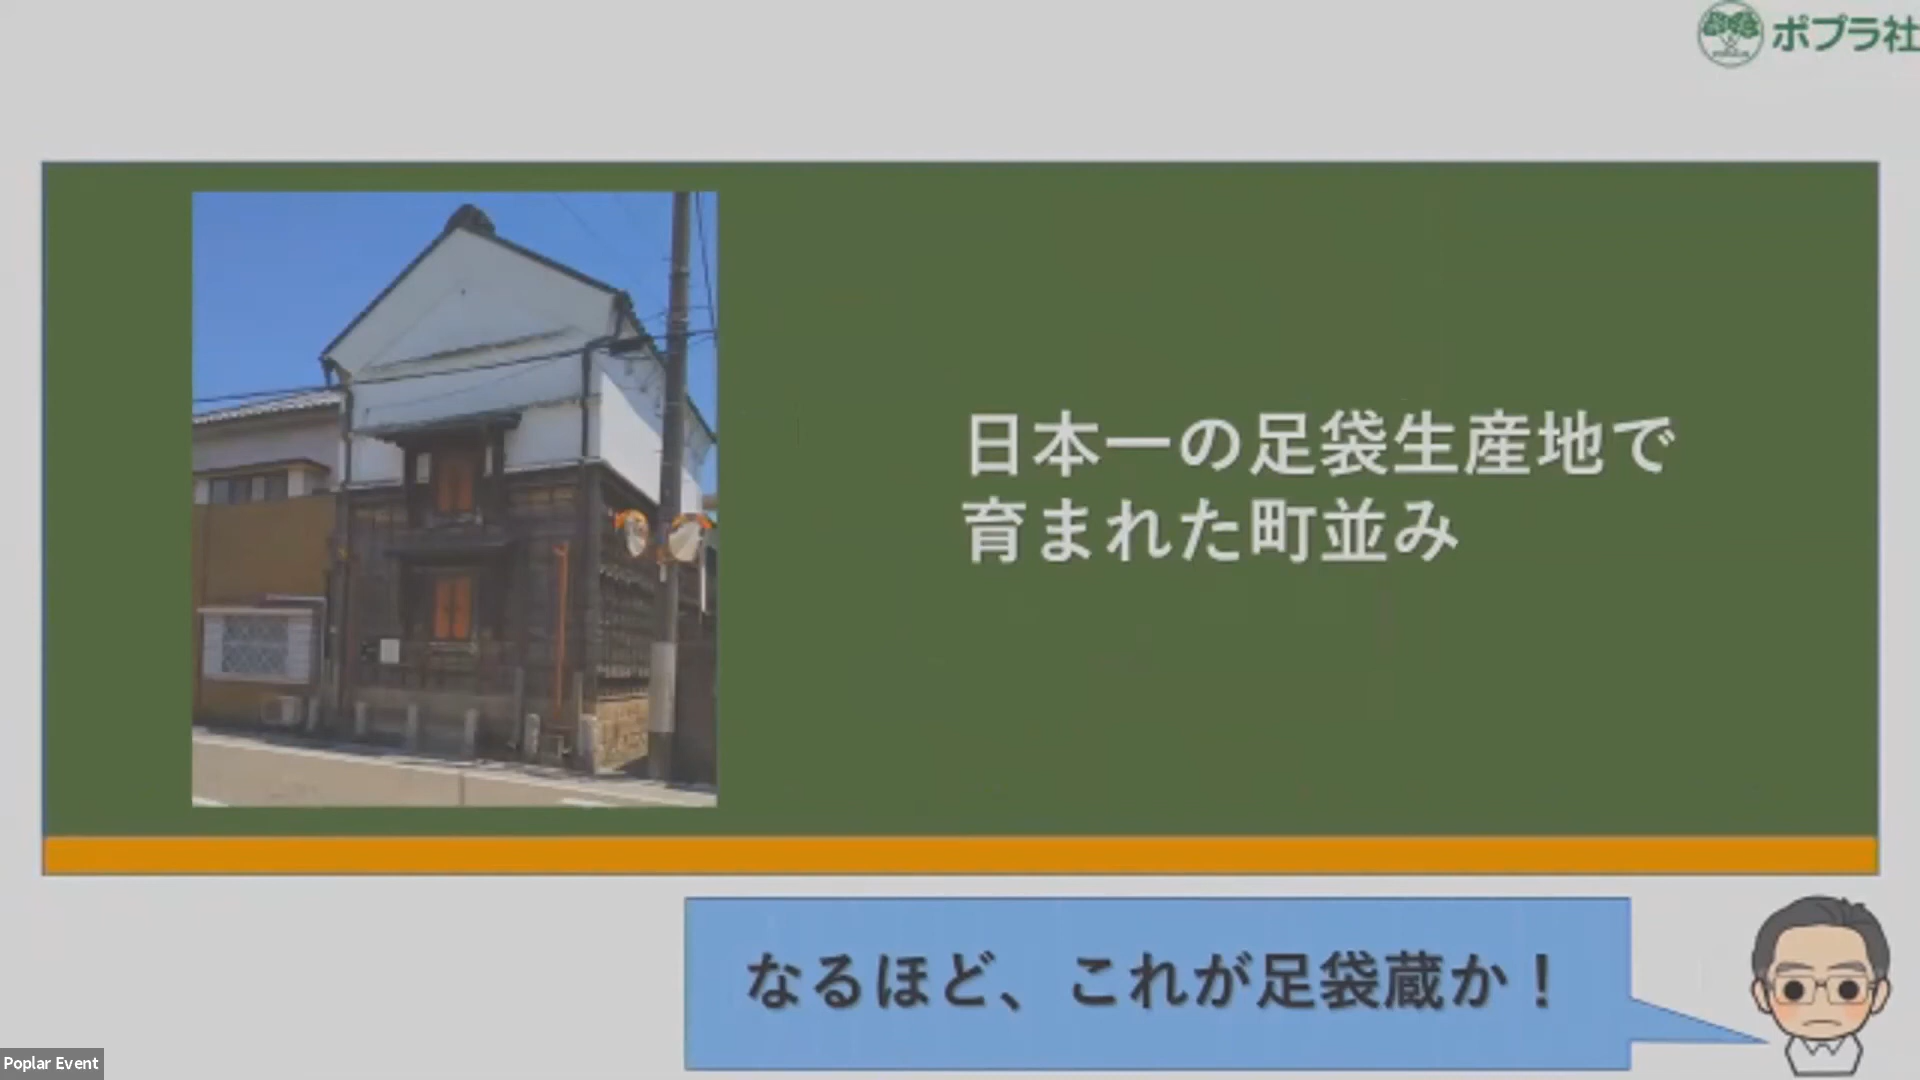 ポプラ社
日本一の足袋生産地で
育まれた町並み
なるほど、これが足袋蔵か！
Poplar Event